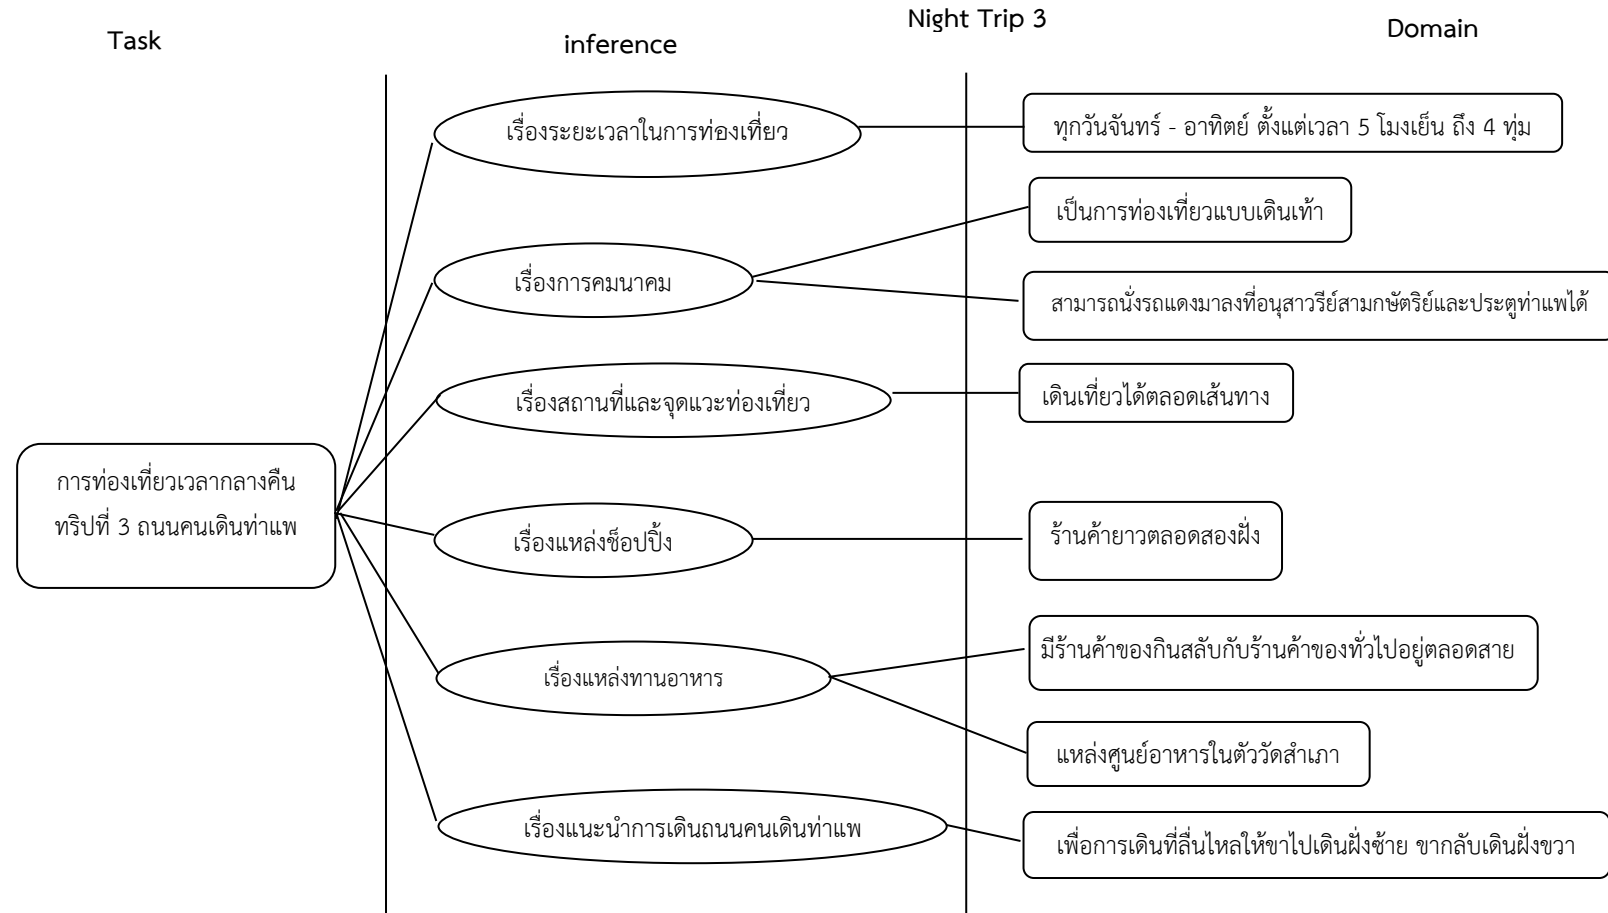 Night Trip 3
Task
inference
Domain
การท่องเที่ยวเวลากลางคืน
ทริปที่ 3 ถนนคนเดินท่าแพ
เรื่องระยะเวลาในการท่องเที่ยว
ทุกวันจันทร์ - อาทิตย์ ตั้งแต่เวลา 5 โมงเย็น ถึง 4 ทุ่ม
เรื่องการคมนาคม
เป็นการท่องเที่ยวแบบเดินเท้า
สามารถนั่งรถแดงมาลงที่อนุสาวรีย์สามกษัตริย์และประตูท่าแพได้
เรื่องสถานที่และจุดแวะท่องเที่ยว
เดินเที่ยวได้ตลอดเส้นทาง
เรื่องแหล่งช็อปปิ้ง
ร้านค้ายาวตลอดสองฝั่ง
เรื่องแหล่งทานอาหาร
มีร้านค้าของกินสลับกับร้านค้าของทั่วไปอยู่ตลอดสาย
แหล่งศูนย์อาหารในตัววัดสำเภา
เรื่องแนะนำการเดินถนนคนเดินท่าแพ
เพื่อการเดินที่ลื่นไหลให้ขาไปเดินฝั่งซ้าย ขากลับเดินฝั่งขวา